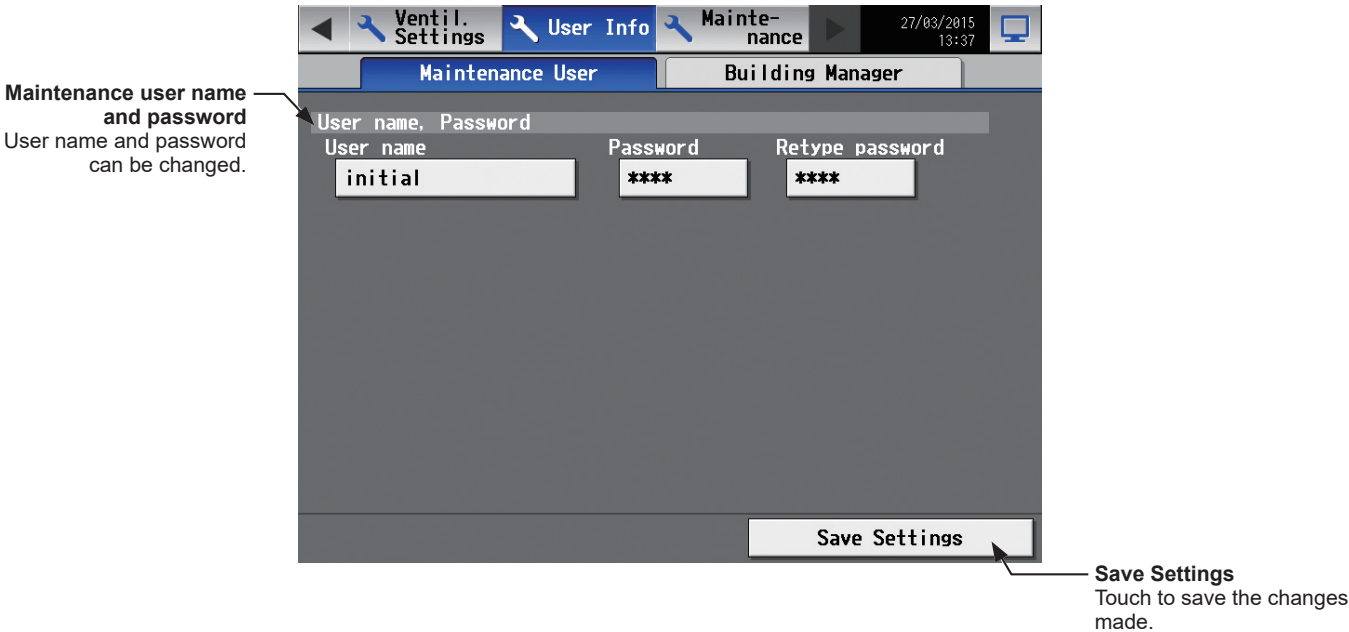 Ventil.
Settings
User Info
Mainte-
nance
27/03/2015
13:37
Maintenance User
Building Manager
Maintenance user name
and password
User name and password
can be changed.
User name, Password
User name
Password
Retype password
initial
****
****
Save Settings
Save Settings
Touch to save the changes
made.